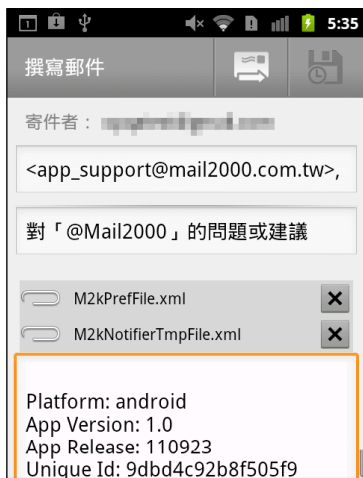 5:35
撰寫郵件
寄件者：
<app_support@mail2000.com.tw>,
對「@Mail2000」的問題或建議
M2kPrefFile.xml
M2kNotifierTmpFile.xml
Platform: android
App Version: 1.0
App Release: 110923
Unique Id: 9dbd4c92b8f505f9